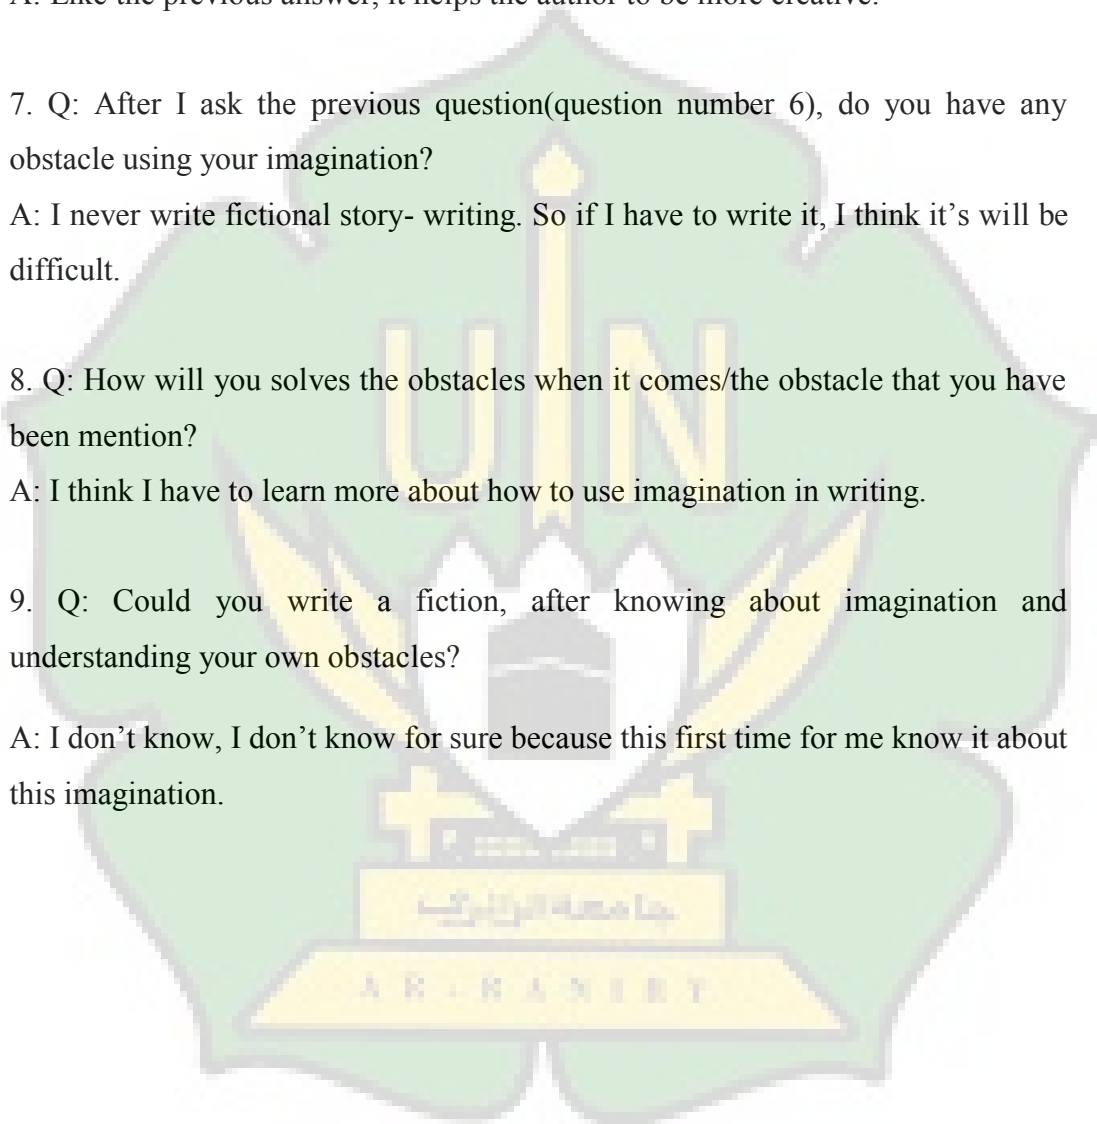 A: Like the previous answer, it helps the author to be more creative.
7. Q: After I ask the previous question(question number 6), do you have any
obstacle using your imagination?
A: I never write fictional story- writing. So if I have to write it, I think it’s will be
difficult.
8. Q: How will you solves the obstacles when it comes/the obstacle that you have
been mention?
A: I think I have to learn more about how to use imagination in writing.
9. Q: Could you write a fiction, after knowing about imagination and
understanding your own obstacles?
A: I don’t know, I don’t know for sure because this first time for me know it about
this imagination.
UIN
جامعة الرانيري
AR-RANIRY